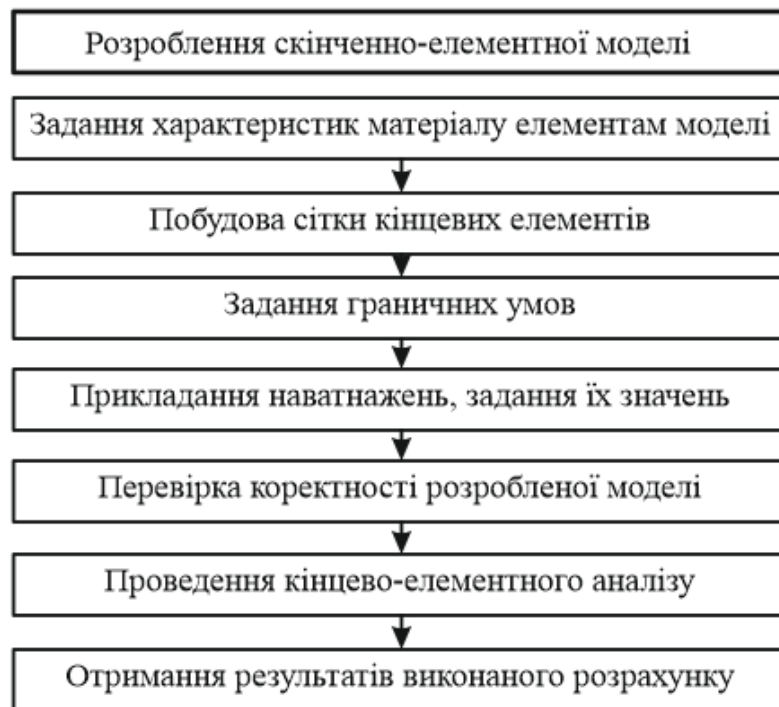 Розроблення скінченно-елементної моделі
Задання характеристик матеріалу елементам моделі
Побудова сітки кінцевих елементів
Задання граничних умов
Прикладання наватнажень, задання їх значень
Перевірка коректності розробленої моделі
Проведення кінцево-елементного аналізу
Отримання результатів виконаного розрахунку